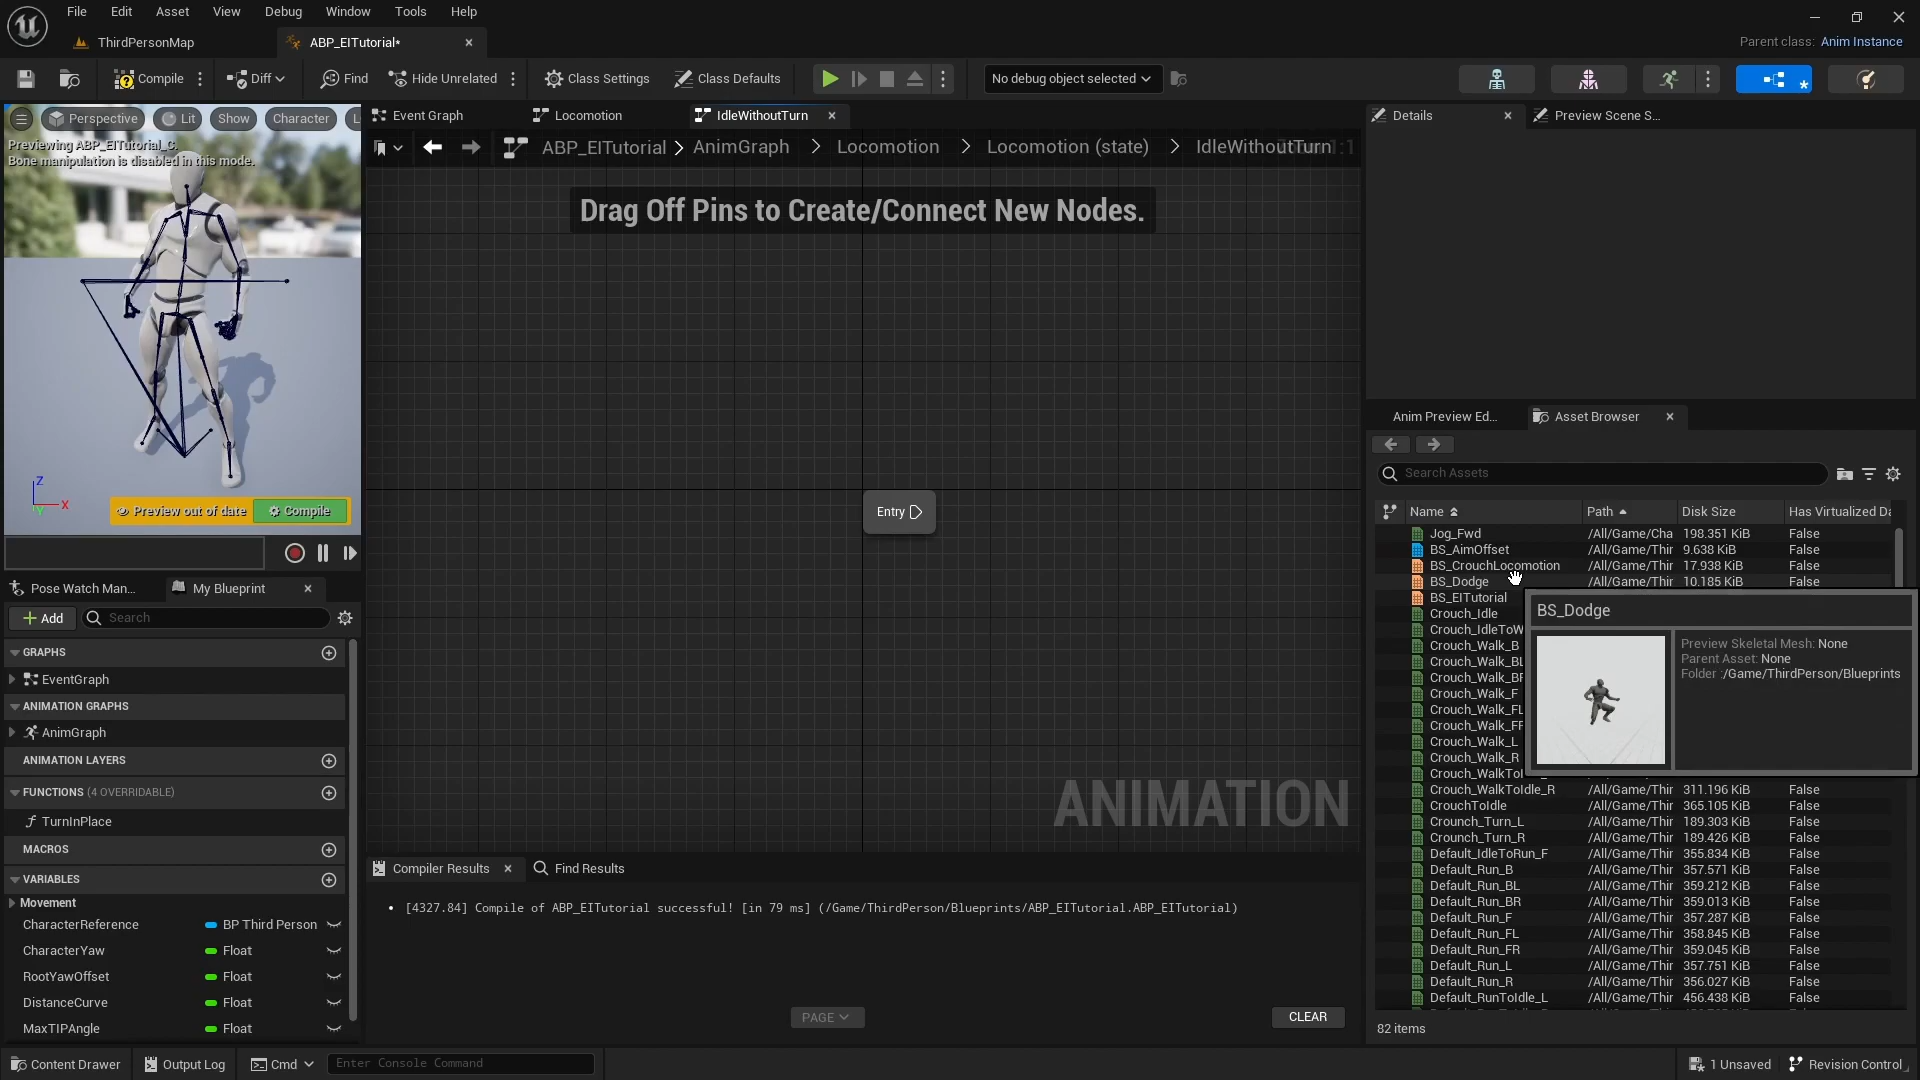 File Edit Asset View Debug Window Tools Help
ThirdPersonMap
ABP_EITutorial*
Parent class: Anim Instance
Compile
Diff
Find
Hide Unrelated
Class Settings
Class Defaults
No debug object selected
Perspective Lit Show Character
Previewing ABP_EITutorial_C.
Bone manipulation is disabled in this mode.
Z
X
Y
Preview out of date
Compile
Event Graph
Locomotion
IdleWithoutTurn
ABP_EITutorial > AnimGraph > Locomotion > Locomotion (state) > IdleWithoutTurn
Drag Off Pins to Create/Connect New Nodes.
Entry
ANIMATION
Compiler Results
Find Results
[4327.84] Compile of ABP_EITutorial successful! [in 79 ms] (/Game/ThirdPerson/Blueprints/ABP_EITutorial.ABP_EITutorial)
PAGE
CLEAR
Pose Watch Man...
My Blueprint
Add
Search
GRAPHS
EventGraph
ANIMATION GRAPHS
AnimGraph
ANIMATION LAYERS
FUNCTIONS (4 OVERRIDABLE)
TurnInPlace
MACROS
VARIABLES
Movement
CharacterReference BP Third Person
CharacterYaw Float
RootYawOffset Float
DistanceCurve Float
MaxTIPAngle Float
Details
Preview Scene S...
Anim Preview Ed...
Asset Browser
Search Assets
Name Path Disk Size Has Virtualized Da
Jog_Fwd /All/Game/Cha 198.351 KiB False
BS_AimOffset /All/Game/Thir 9.638 KiB False
BS_CrouchLocomotion /All/Game/Thir 17.938 KiB False
BS_Dodge /All/Game/Thir 10.185 KiB False
BS_EITutorial
Crouch_Idle
Crouch_IdleToW
Crouch_Walk_B
Crouch_Walk_BL
Crouch_Walk_BR
Crouch_Walk_F
Crouch_Walk_FL
Crouch_Walk_FR
Crouch_Walk_L
Crouch_Walk_R
BS_Dodge
Preview Skeletal Mesh: None
Parent Asset: None
Folder :/Game/ThirdPerson/Blueprints
Crouch_WalkToIdle_R /All/Game/Thir 311.196 KiB False
CrouchToIdle /All/Game/Thir 365.105 KiB False
Crounch_Turn_L /All/Game/Thir 189.303 KiB False
Crounch_Turn_R /All/Game/Thir 189.426 KiB False
Default_IdleToRun_F /All/Game/Thir 355.834 KiB False
Default_Run_B /All/Game/Thir 357.571 KiB False
Default_Run_BL /All/Game/Thir 359.212 KiB False
Default_Run_BR /All/Game/Thir 359.013 KiB False
Default_Run_F /All/Game/Thir 357.287 KiB False
Default_Run_FL /All/Game/Thir 358.845 KiB False
Default_Run_FR /All/Game/Thir 359.045 KiB False
Default_Run_L /All/Game/Thir 357.751 KiB False
Default_Run_R /All/Game/Thir 356.027 KiB False
Default_RunToIdle_L /All/Game/Thir 456.438 KiB False
82 items
Content Drawer
Output Log
Cmd
Enter Console Command
1 Unsaved
Revision Control